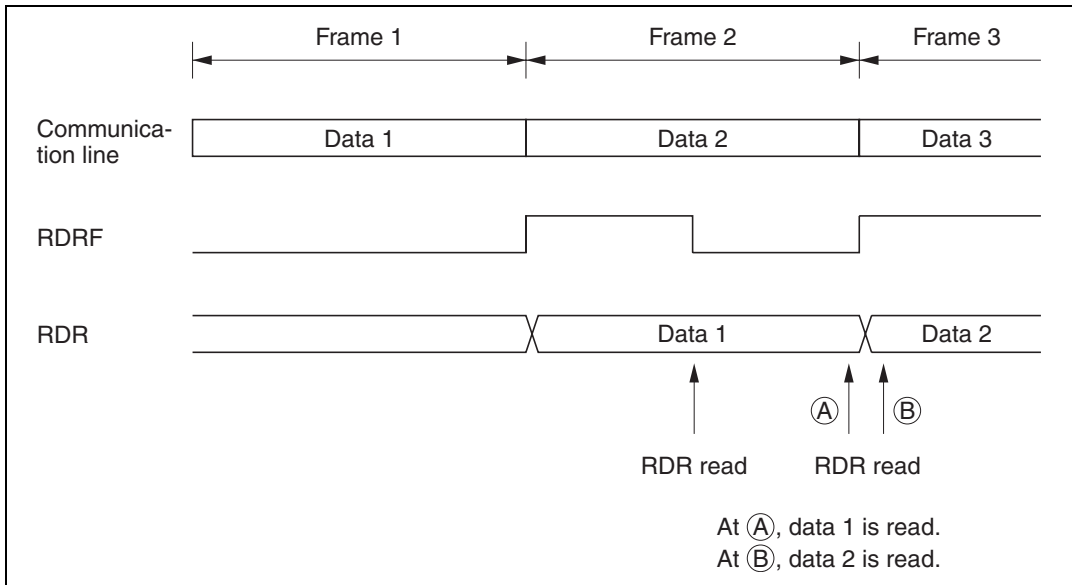 Frame 1 Frame 2 Frame 3
Communica-
tion line
Data 1 Data 2 Data 3
RDRF
RDR
Data 1 Data 2
Ⓐ Ⓑ
RDR read RDR read
At Ⓐ, data 1 is read.
At Ⓑ, data 2 is read.